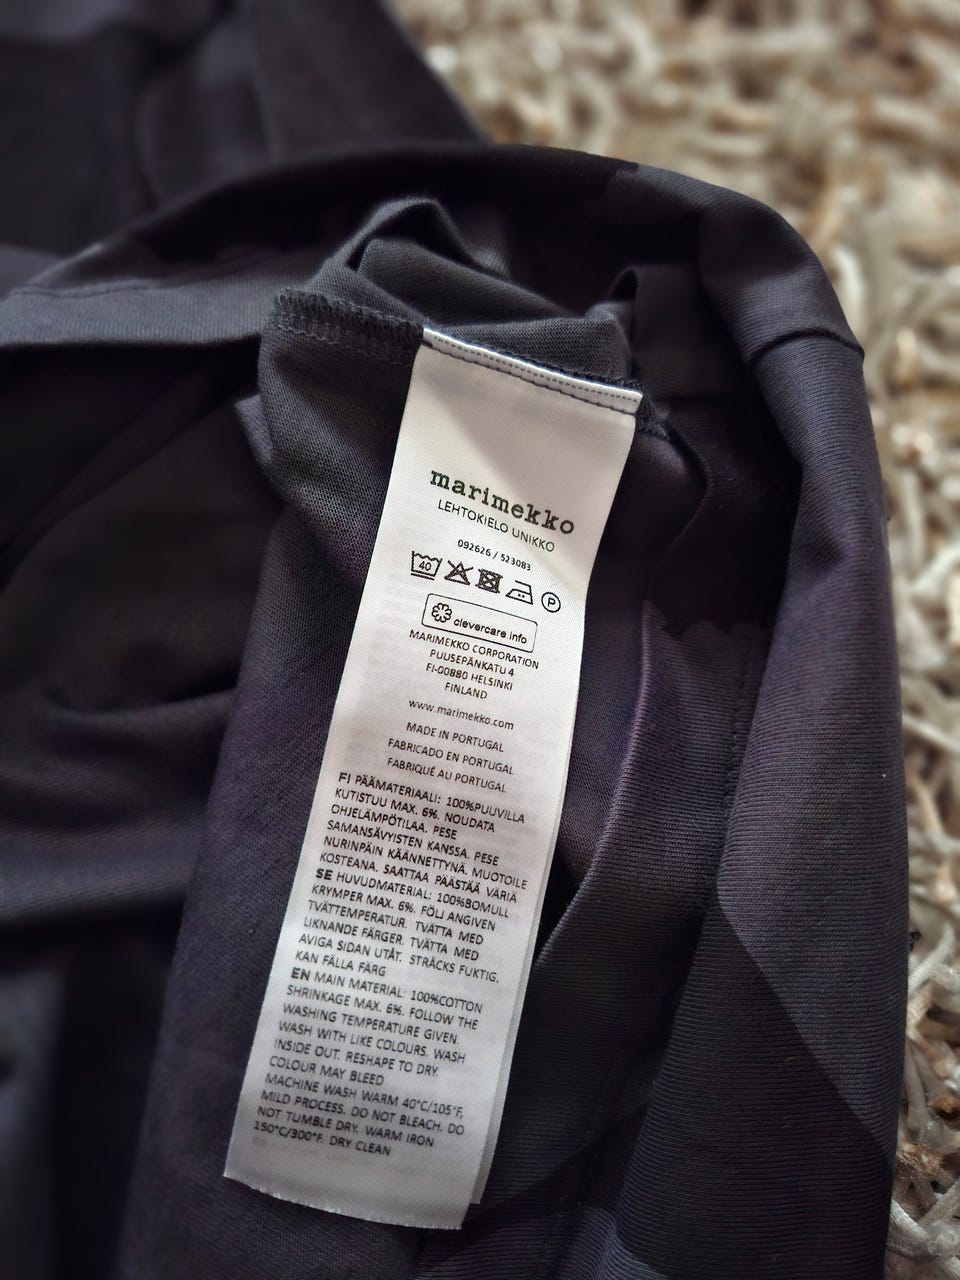 marimekko
LEHTOKIELO UNIKKO
092626 / 523083
40 P
clevercare.info
MARIMEKKO CORPORATION
PUUSEPÄNKATU 4
FI-00880 HELSINKI
FINLAND
www.marimekko.com
MADE IN PORTUGAL
FABRICADO EN PORTUGAL
FABRIQUÉ AU PORTUGAL
FI PÄÄMATERIAALI: 100%PUUVILLA
KUTISTUU MAX. 6%. NOUDATA
OHJELÄMPÖTILAA. PESE
SAMANSÄVYISTEN KANSSA. PESE
NURINPÄIN KÄÄNNETTYNÄ. MUOTOILE
KOSTEANA. SAATTAA PÄÄSTÄÄ VÄRIÄ
SE HUVUDMATERIAL: 100%BOMULL
KRYMPER MAX. 6%. FÖLJ ANGIVEN
TVÄTTEMPERATUR. TVÄTTA MED
LIKNANDE FÄRGER. TVÄTTA MED
AVIGA SIDAN UTÅT. STRÄCKS FUKTIG.
KAN FÄLLA FÄRG
EN MAIN MATERIAL: 100%COTTON
SHRINKAGE MAX. 6%. FOLLOW THE
WASHING TEMPERATURE GIVEN.
WASH WITH LIKE COLOURS. WASH
INSIDE OUT. RESHAPE TO DRY.
COLOUR MAY BLEED
MACHINE WASH WARM 40°C/105°F,
MILD PROCESS. DO NOT BLEACH. DO
NOT TUMBLE DRY. WARM IRON
150°C/300°F. DRY CLEAN